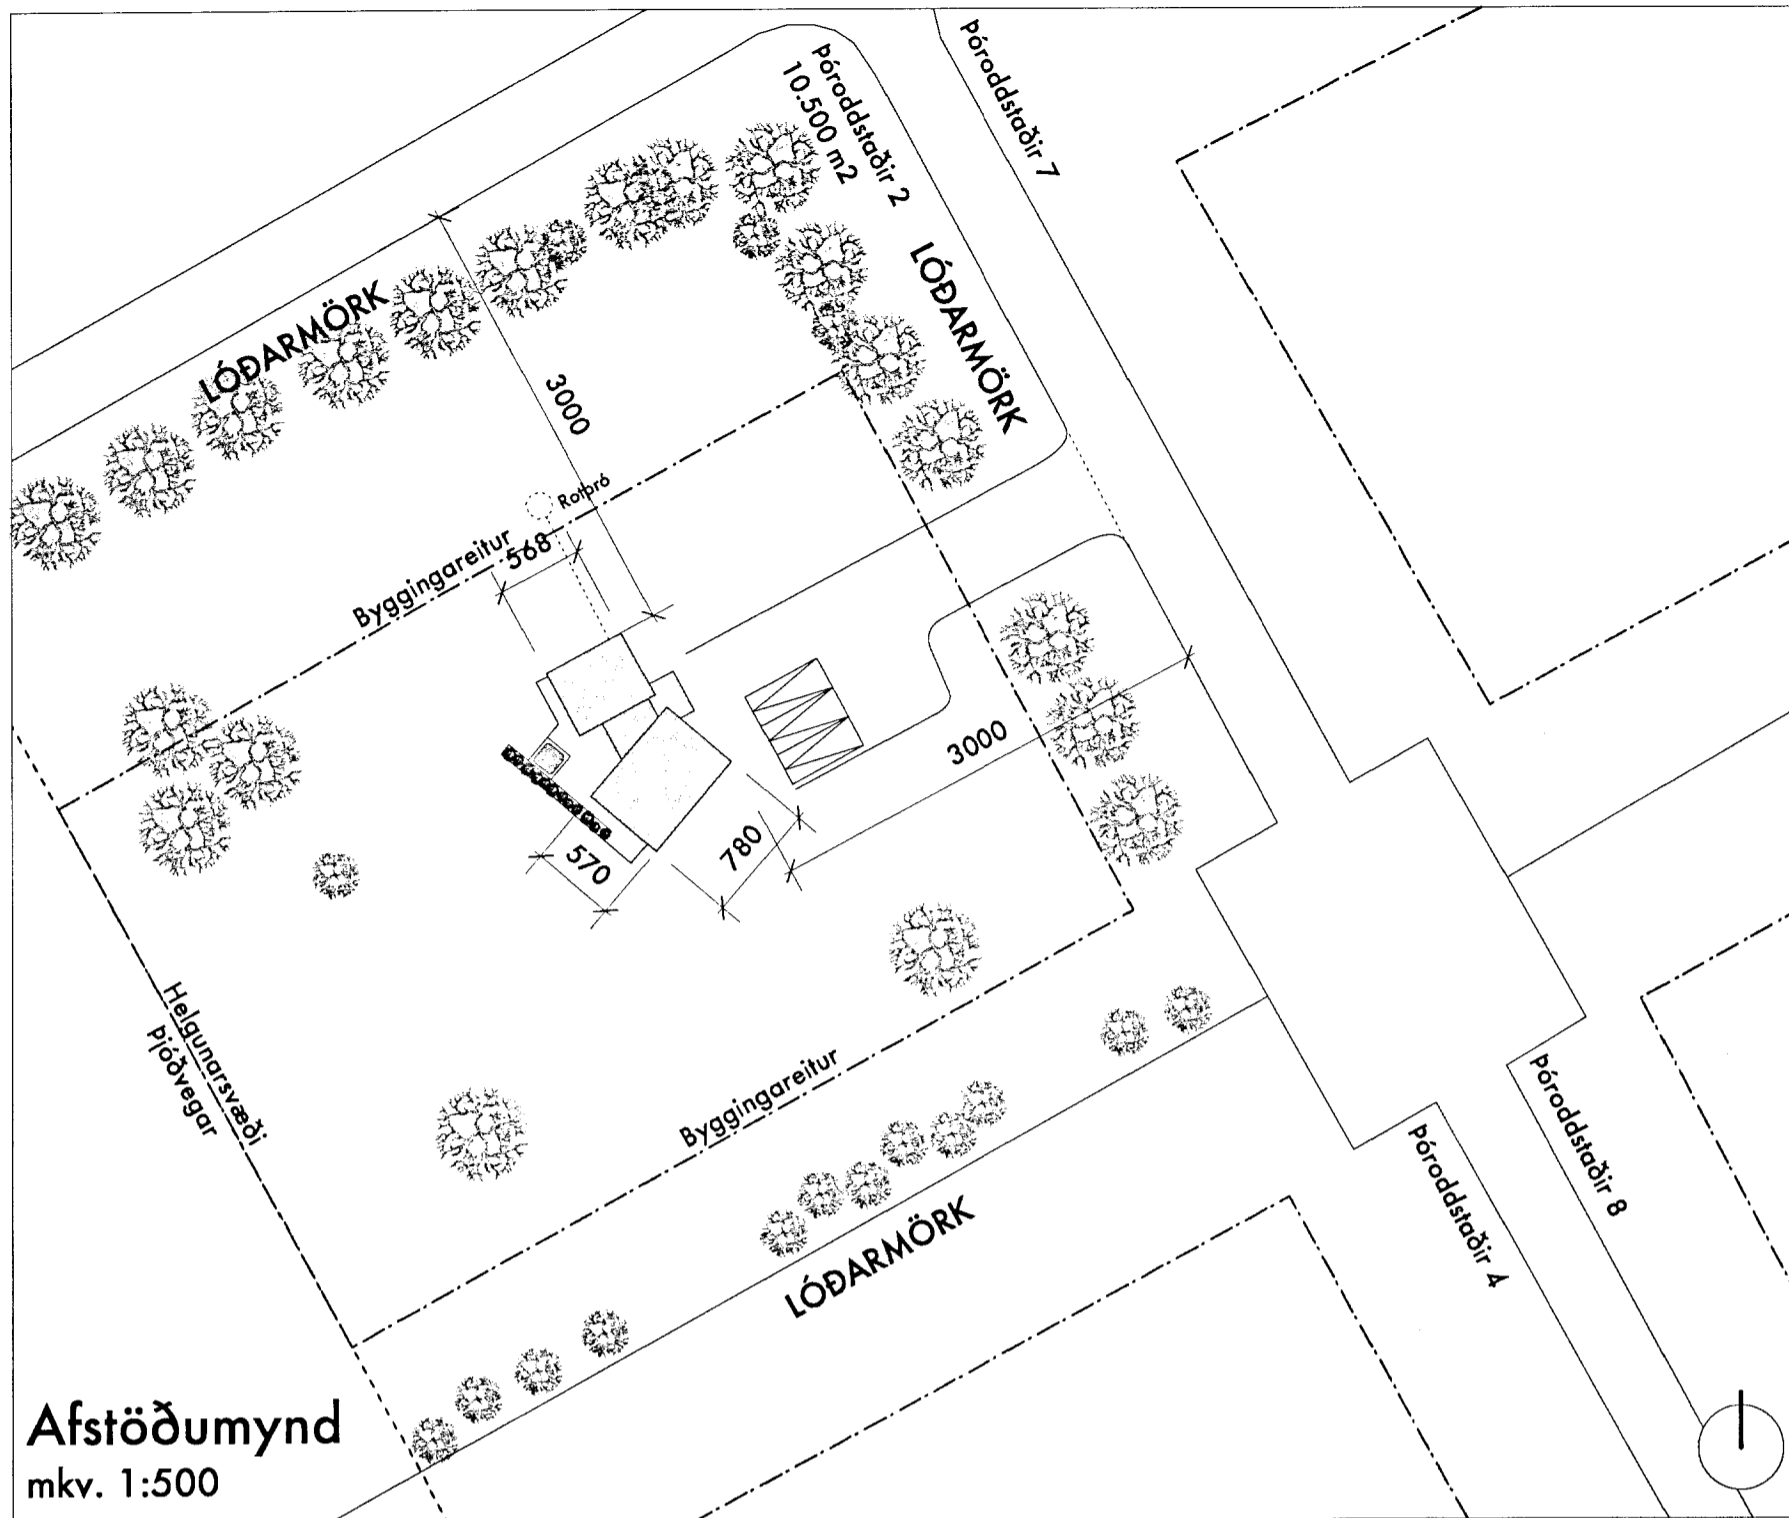 Þóroddstaðir 2
10.500 m2
Þóroddstaðir 7
LÓÐARMÖRK
LÓÐARMÖRK
3000
Rotþró
Byggingareitur
568
3000
570
780
Helgunarsvæði
Þjóðvegar
Byggingareitur
LÓÐARMÖRK
Þóroddstaðir 8
Þóroddstaðir 4
Afstöðumynd
mkv. 1:500